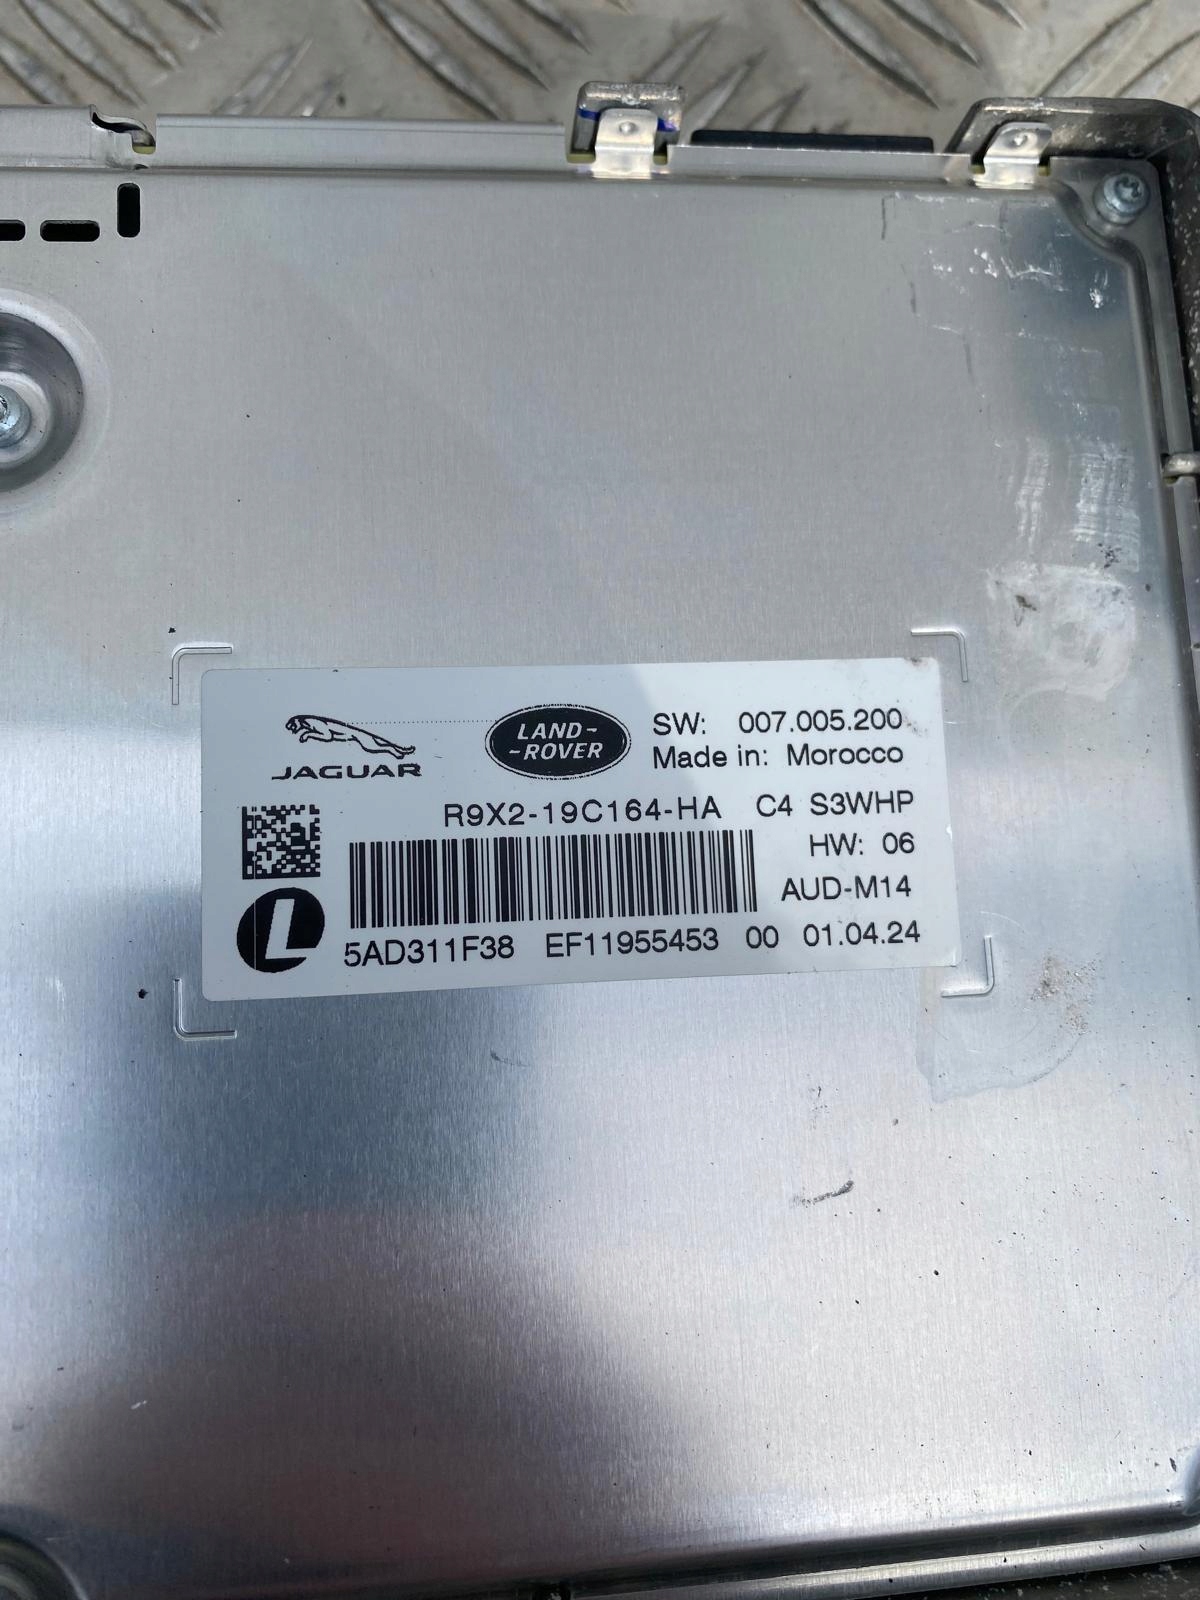 JAGUAR
LAND-
-ROVER
SW: 007.005.200
Made in: Morocco
R9X2-19C164-HA C4 S3WHP
HW: 06
AUD-M14
L
5AD311F38 EF11955453 00 01.04.24